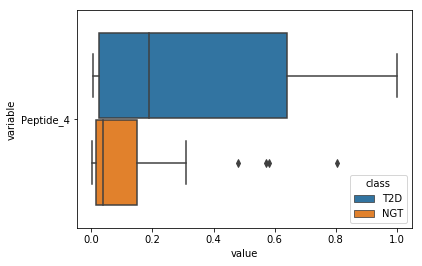 variable
Peptide_4
class
T2D
NGT
0.0 0.2 0.4 0.6 0.8 1.0
value